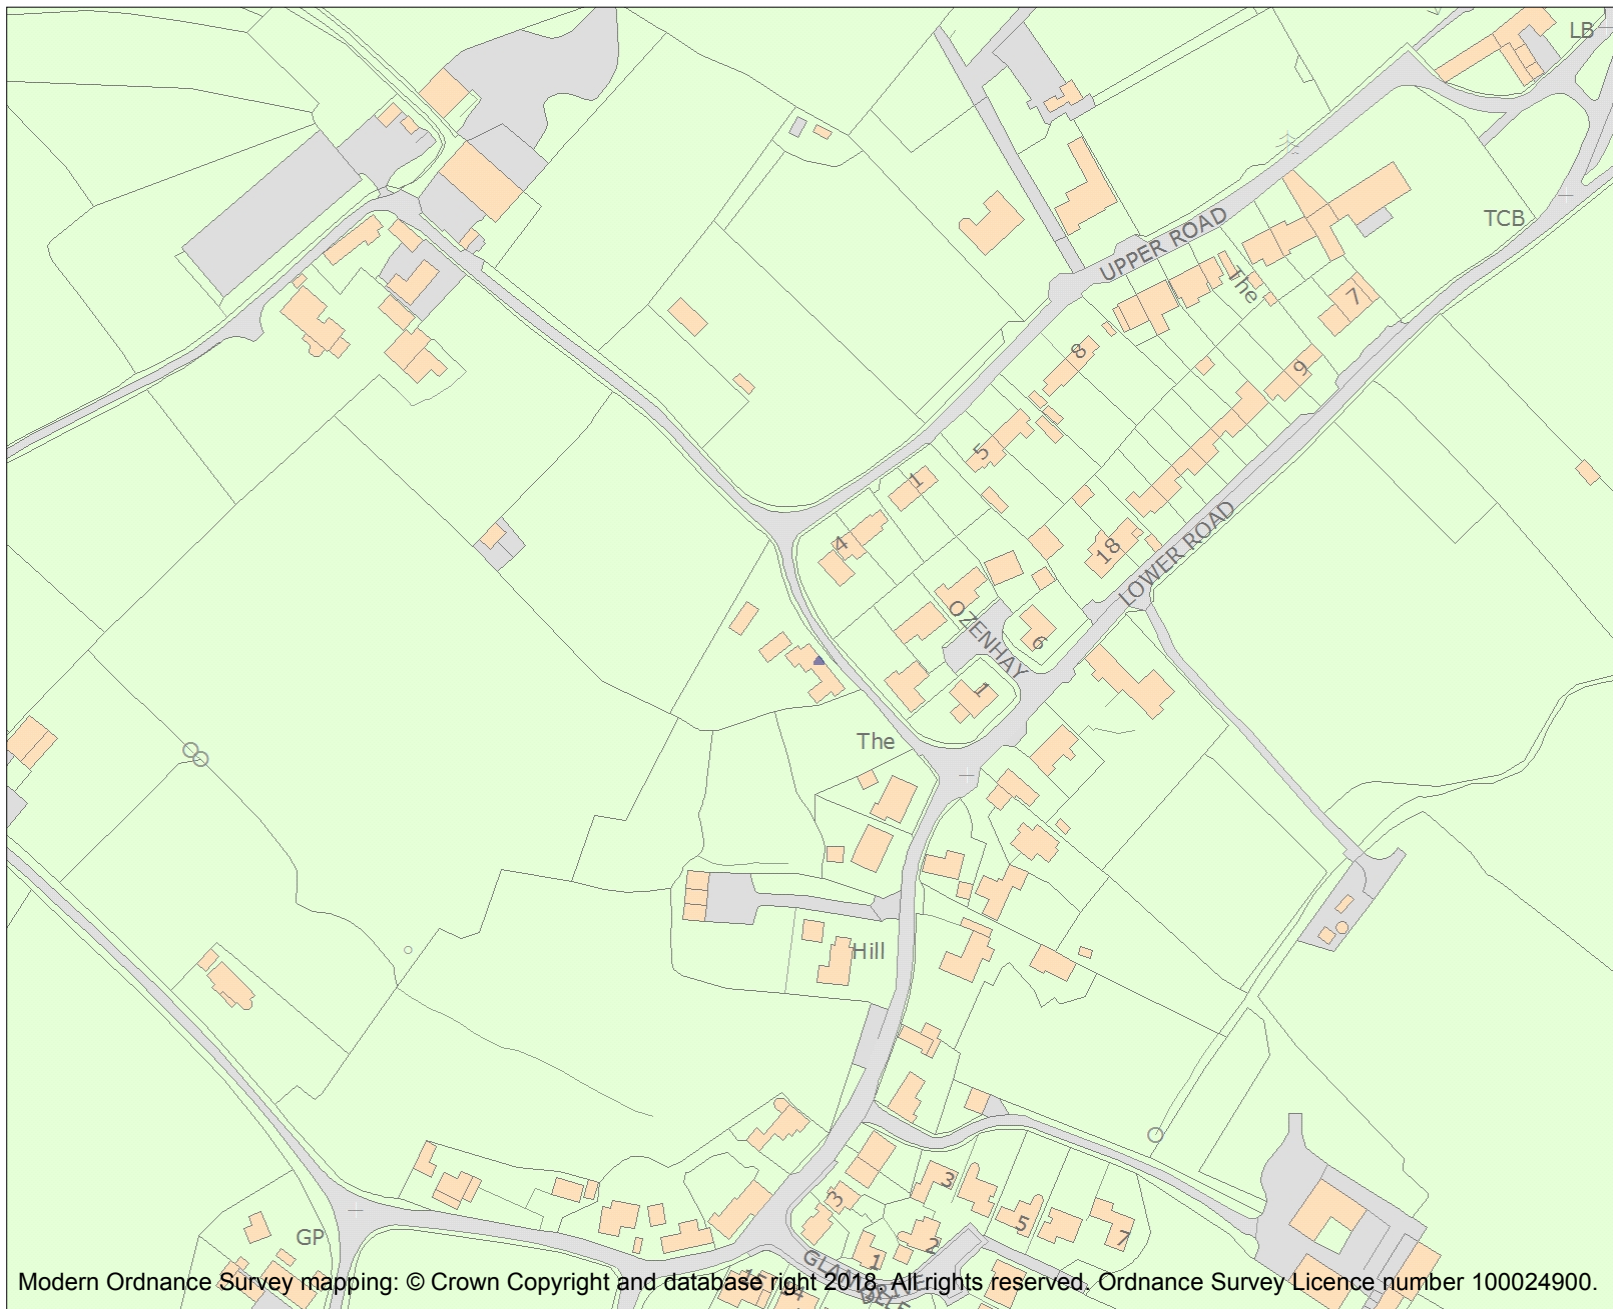 LB
TCB
UPPER ROAD
The
7
8
9
5
1
4
18
LOWER ROAD
OZENHAY
6
1
The
Hill
3
3
5
7
2
1
GP
Modern Ordnance Survey mapping: © Crown Copyright and database right 2018. All rights reserved. Ordnance Survey Licence number 100024900.